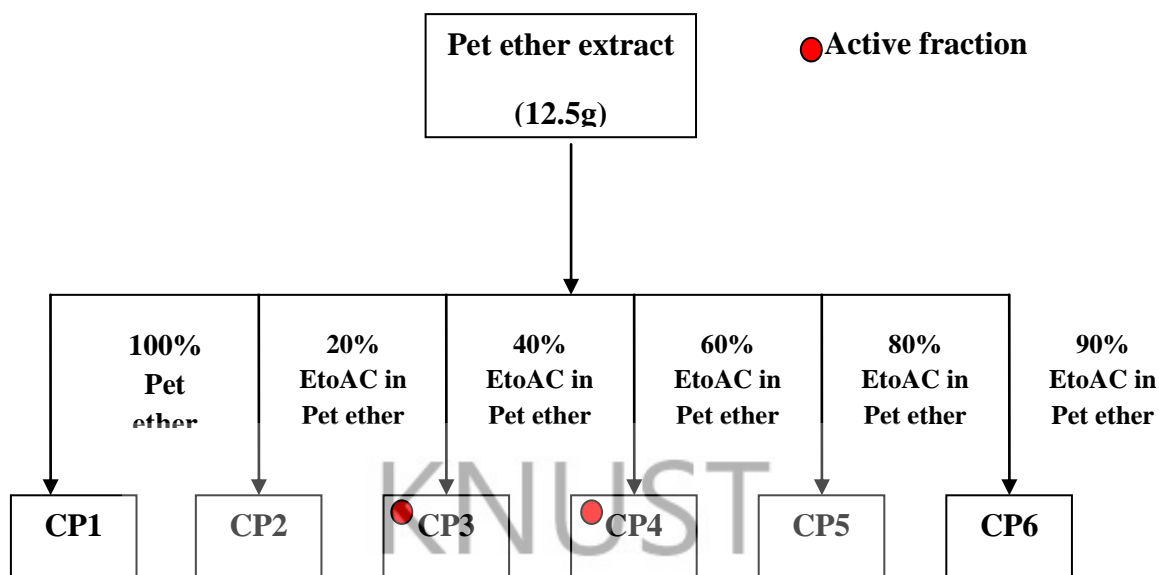 Pet ether extract
(12.5g)
Active fraction
100%
Pet
ether
20%
EtoAC in
Pet ether
40%
EtoAC in
Pet ether
60%
EtoAC in
Pet ether
80%
EtoAC in
Pet ether
90%
EtoAC in
Pet ether
CP1
CP2
CP3
CP4
CP5
CP6
KNUST